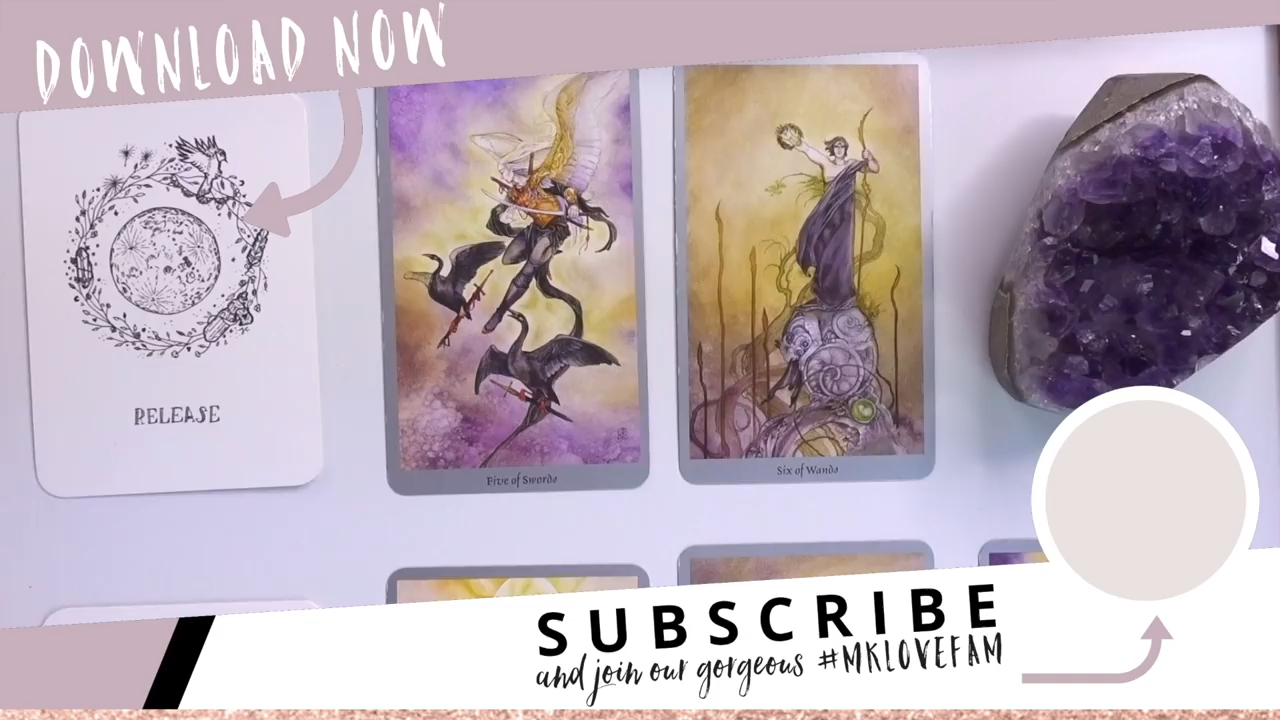 DOWNLOAD NOW
RELEASE
Five of Swords
Six of Wands
SUBSCRIBE
and join our gorgeous #MKLOVEFAM